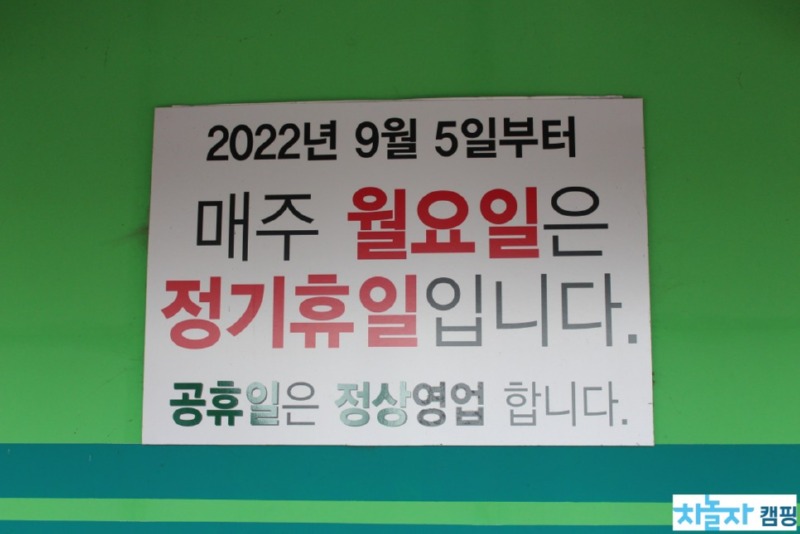 2022년 9월 5일부터
매주 월요일은
정기휴일입니다.
공휴일은 정상영업 합니다.
차놀자 캠핑